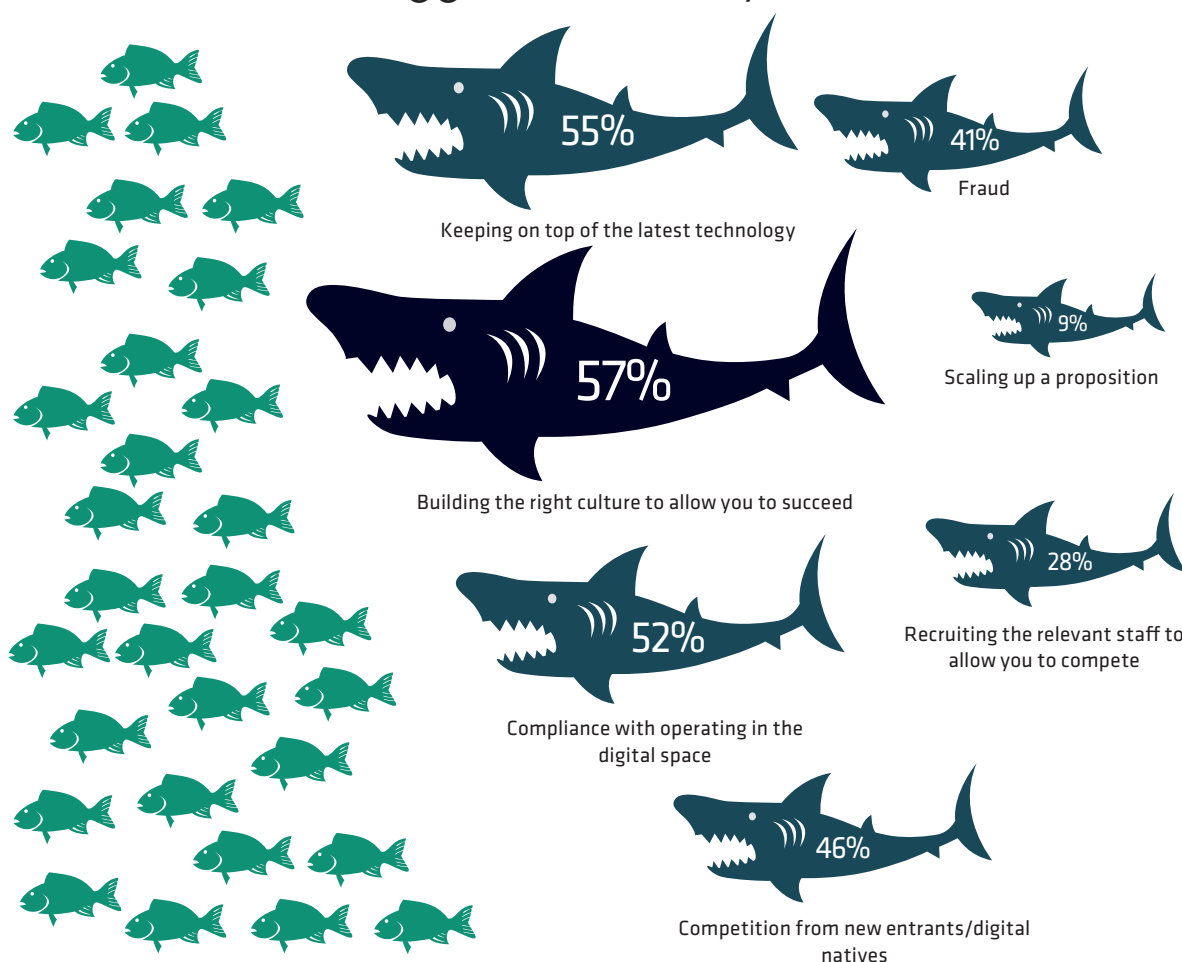 55%
Keeping on top of the latest technology
41%
Fraud
57%
Building the right culture to allow you to succeed
9%
Scaling up a proposition
52%
Compliance with operating in the
digital space
28%
Recruiting the relevant staff to
allow you to compete
46%
Competition from new entrants/digital
natives